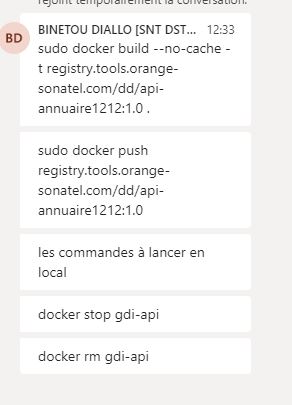 rejoint temporairement la conversation.
BD
BINETOU DIALLO [SNT DST... 12:33
sudo docker build --no-cache -
t registry.tools.orange-
sonatel.com/dd/api-
annuaire1212:1.0 .
sudo docker push
registry.tools.orange-
sonatel.com/dd/api-
annuaire1212:1.0
les commandes à lancer en
local
docker stop gdi-api
docker rm gdi-api